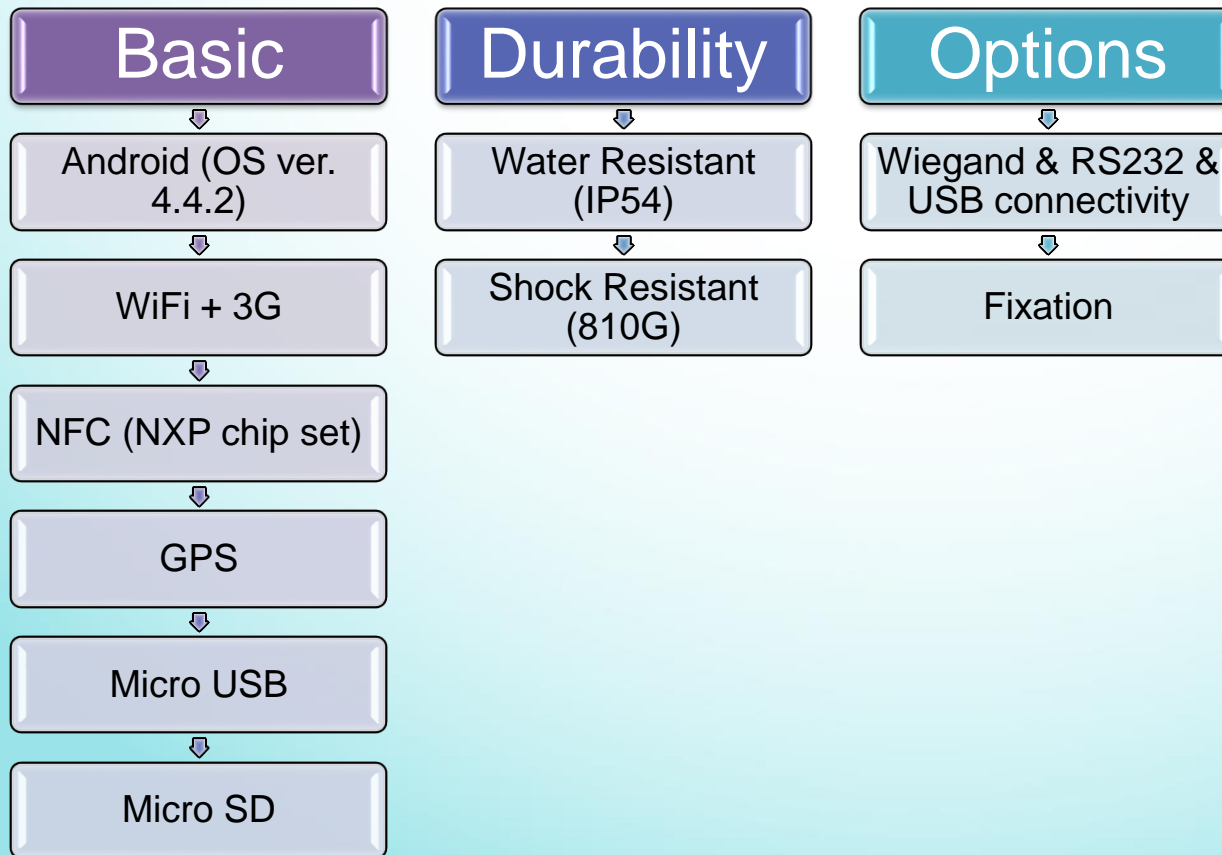 Basic
Android (OS ver.
4.4.2)
WiFi + 3G
NFC (NXP chip set)
GPS
Micro USB
Micro SD
Durability
Water Resistant
(IP54)
Shock Resistant
(810G)
Options
Wiegand & RS232 &
USB connectivity
Fixation